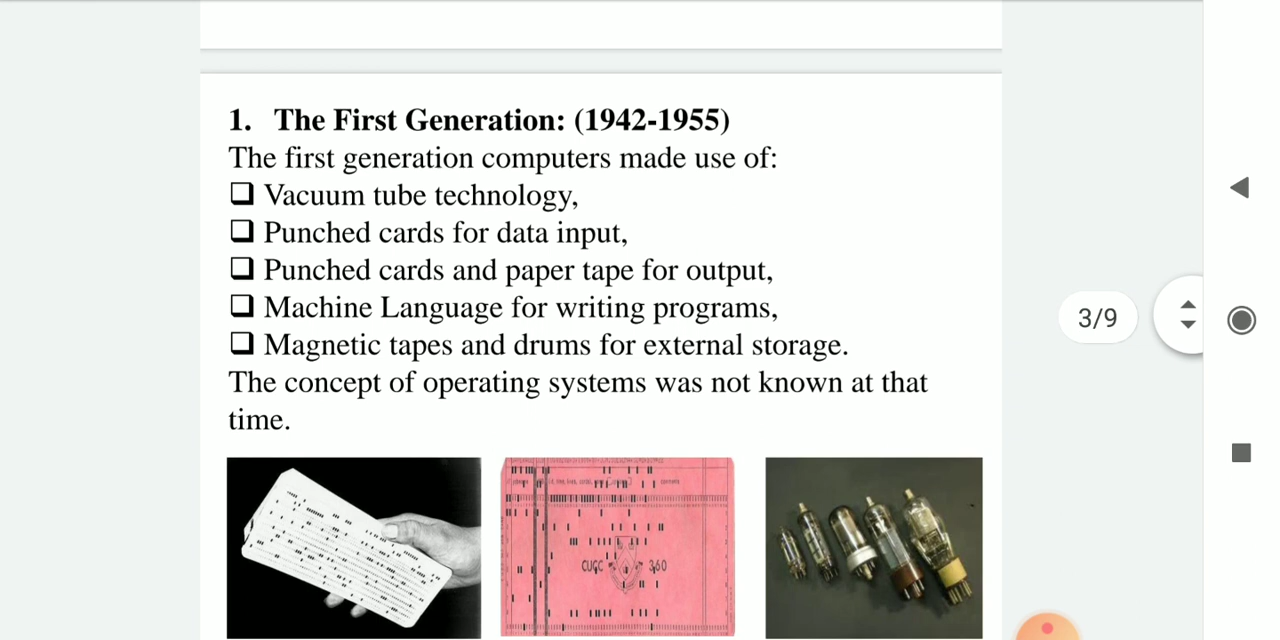 1. The First Generation: (1942-1955)
The first generation computers made use of:
❑ Vacuum tube technology,
❑ Punched cards for data input,
❑ Punched cards and paper tape for output,
❑ Machine Language for writing programs,
❑ Magnetic tapes and drums for external storage.
The concept of operating systems was not known at that
time.
3/9
CUGC 360